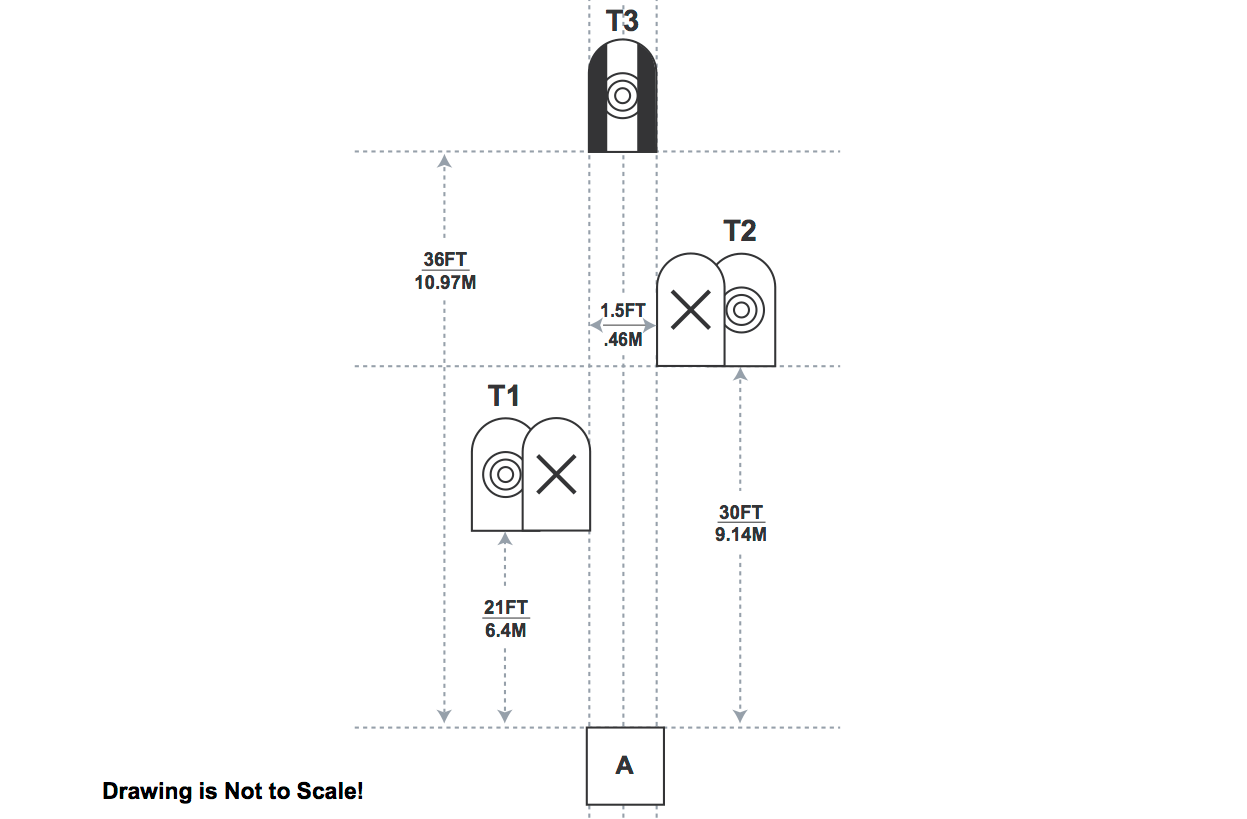 T3
T2
36FT
10.97M
1.5FT
.46M
T1
30FT
9.14M
21FT
6.4M
A
Drawing is Not to Scale!